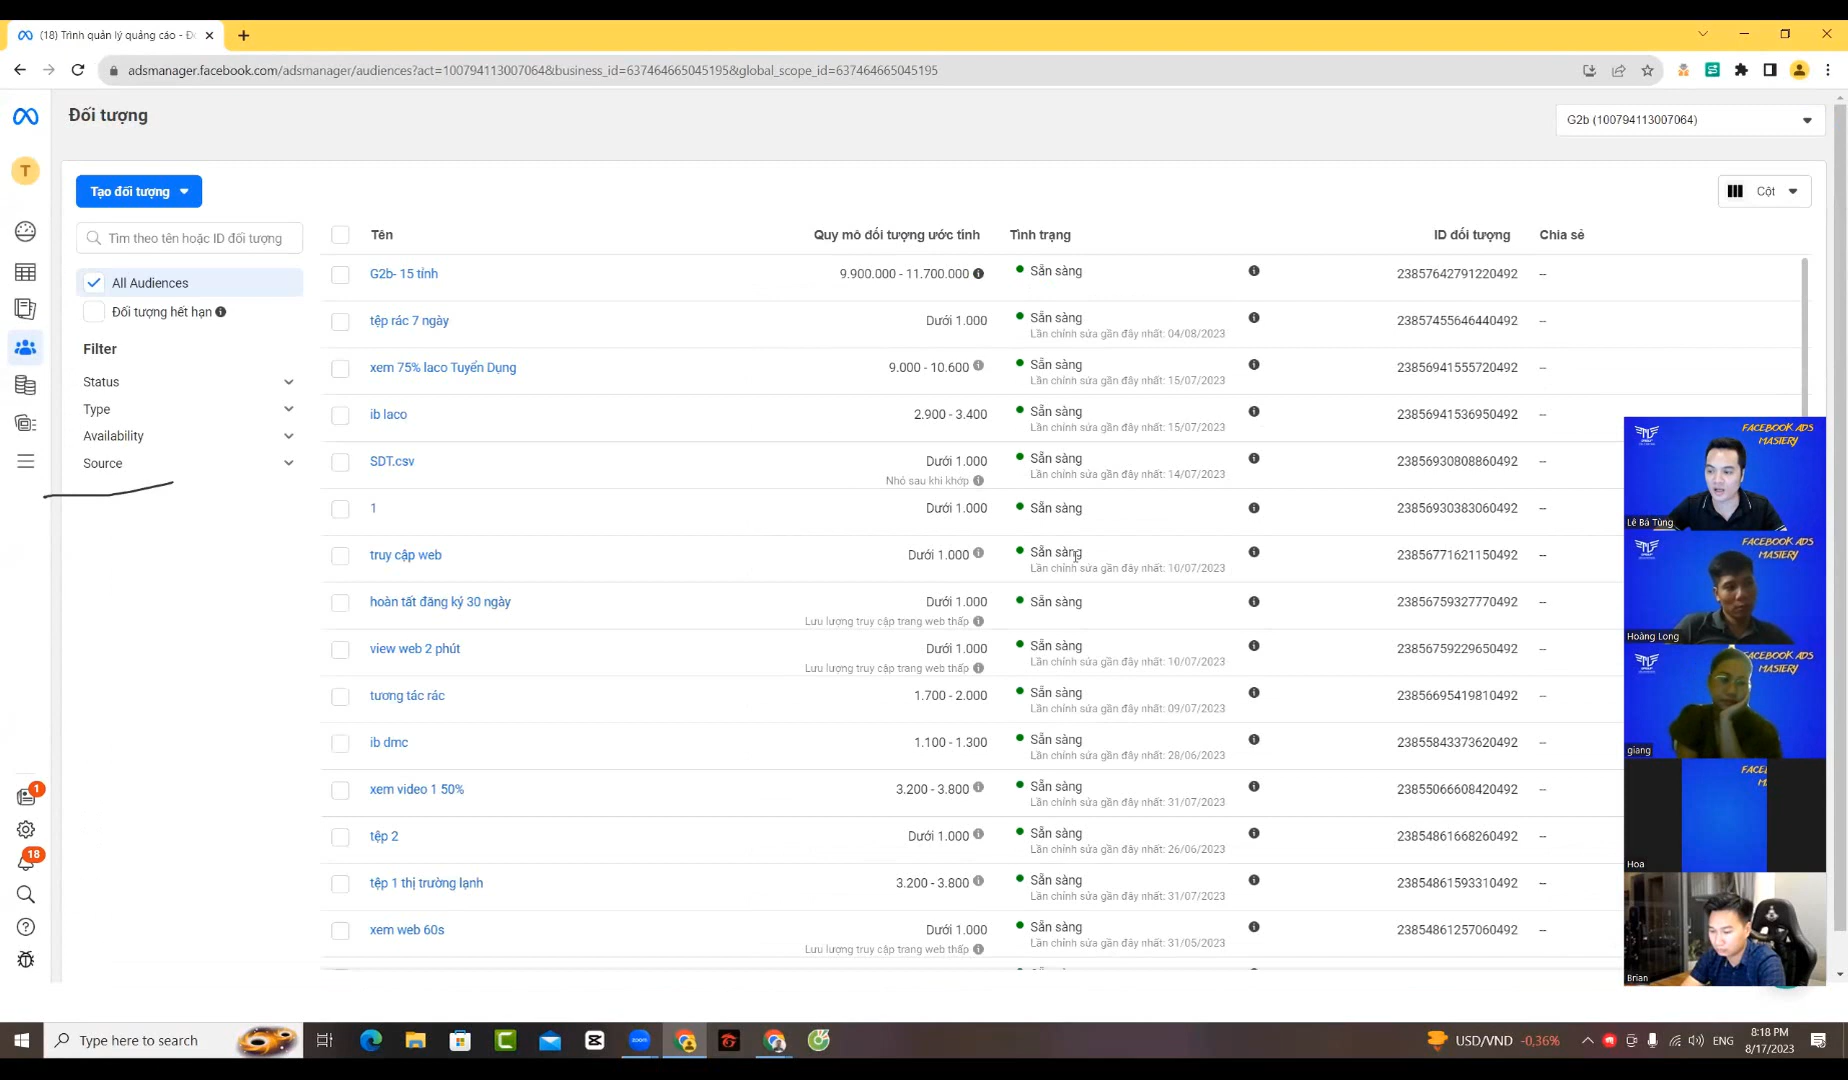 (18) Trình quản lý quảng cáo - Đố
adsmanager.facebook.com/adsmanager/audiences?act=100794113007064&business_id=637464665045195&global_scope_id=637464665045195
Đối tượng
G2b (100794113007064)
T
Tạo đối tượng
Cột
Tìm theo tên hoặc ID đối tượng
All Audiences
Đối tượng hết hạn
Filter
Status
Type
Availability
Source
Tên Quy mô đối tượng ước tính Tình trạng ID đối tượng Chia sẻ
G2b- 15 tỉnh 9.900.000 - 11.700.000 Sẵn sàng 23857642791220492 --
tệp rác 7 ngày Dưới 1.000 Sẵn sàng 23857455646440492 --
Lần chỉnh sửa gần đây nhất: 04/08/2023
xem 75% laco Tuyển Dụng 9.000 - 10.600 Sẵn sàng 23856941555720492 --
Lần chỉnh sửa gần đây nhất: 15/07/2023
ib laco 2.900 - 3.400 Sẵn sàng 23856941536950492 --
Lần chỉnh sửa gần đây nhất: 15/07/2023
SDT.csv Dưới 1.000 Sẵn sàng 23856930808860492 --
Nhỏ sau khi khớp Lần chỉnh sửa gần đây nhất: 14/07/2023
1 Dưới 1.000 Sẵn sàng 23856930383060492 --
truy cập web Dưới 1.000 Sẵn sàng 23856771621150492 --
Lần chỉnh sửa gần đây nhất: 10/07/2023
hoàn tất đăng ký 30 ngày Dưới 1.000 Sẵn sàng 23856759327770492 --
Lưu lượng truy cập trang web thấp
view web 2 phút Dưới 1.000 Sẵn sàng 23856759229650492 --
Lưu lượng truy cập trang web thấp Lần chỉnh sửa gần đây nhất: 10/07/2023
tương tác rác 1.700 - 2.000 Sẵn sàng 23856695419810492 --
Lần chỉnh sửa gần đây nhất: 09/07/2023
ib dmc 1.100 - 1.300 Sẵn sàng 23855843373620492 --
Lần chỉnh sửa gần đây nhất: 28/06/2023
xem video 1 50% 3.200 - 3.800 Sẵn sàng 23855066608420492 --
Lần chỉnh sửa gần đây nhất: 31/07/2023
tệp 2 Dưới 1.000 Sẵn sàng 23854861668260492 --
Lần chỉnh sửa gần đây nhất: 26/06/2023
tệp 1 thị trường lạnh 3.200 - 3.800 Sẵn sàng 23854861593310492 --
Lần chỉnh sửa gần đây nhất: 31/07/2023
xem web 60s Dưới 1.000 Sẵn sàng 23854861257060492 --
Lưu lượng truy cập trang web thấp Lần chỉnh sửa gần đây nhất: 31/05/2023
1
18
FACEBOOK ADS
MASTERY
Lê Bá Tùng
FACEBOOK ADS
MASTERY
Hoàng Long
FACEBOOK ADS
MASTERY
giang
FACE
M
Hoa
Brian
Type here to search
zoom
USD/VND -0,36%
ENG
8:18 PM
8/17/2023